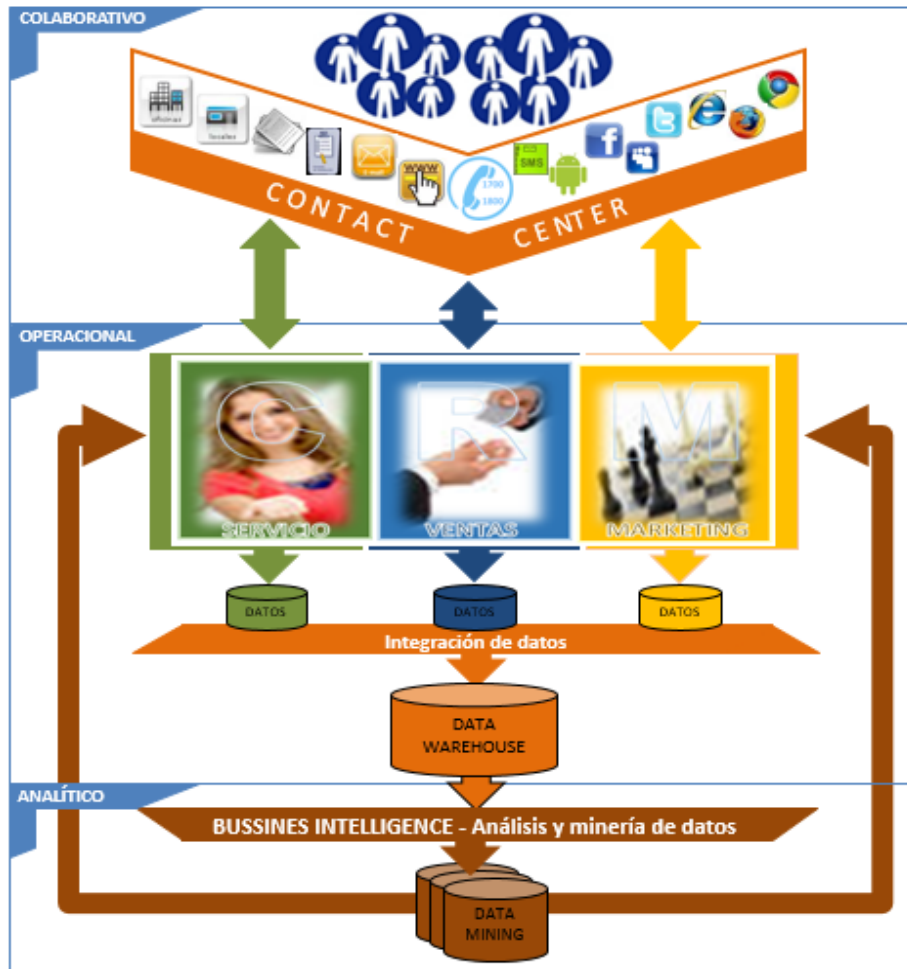 COLABORATIVO
oficinas
locales
e-mail
WWW
1700
1800
SMS
CONTACT CENTER
OPERACIONAL
C R M
SERVICIO VENTAS MARKETING
DATOS DATOS DATOS
Integración de datos
DATA
WAREHOUSE
ANALÍTICO
BUSSINES INTELLIGENCE - Análisis y minería de datos
DATA
MINING